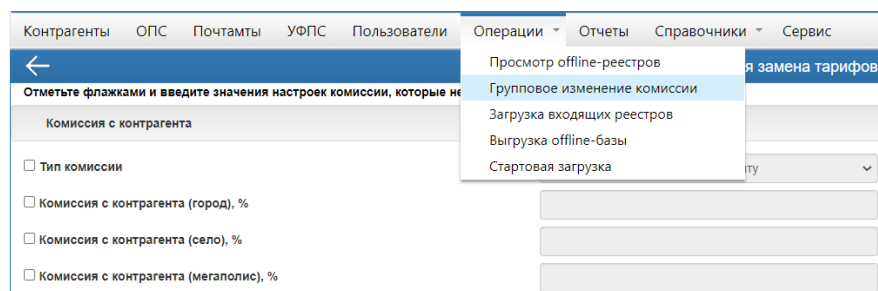 Контрагенты ОПС Почтамты УФПС Пользователи Операции Отчеты Справочники Сервис
Просмотр offline-реестров
я замена тарифов
Отметьте флажками и введите значения настроек комиссии, которые
Групповое изменение комиссии
Комиссия с контрагента
Загрузка входящих реестров
Выгрузка offline-базы
Тип комиссии
Стартовая загрузка
Комиссия с контрагента (город), %
Комиссия с контрагента (село), %
Комиссия с контрагента (мегаполис), %